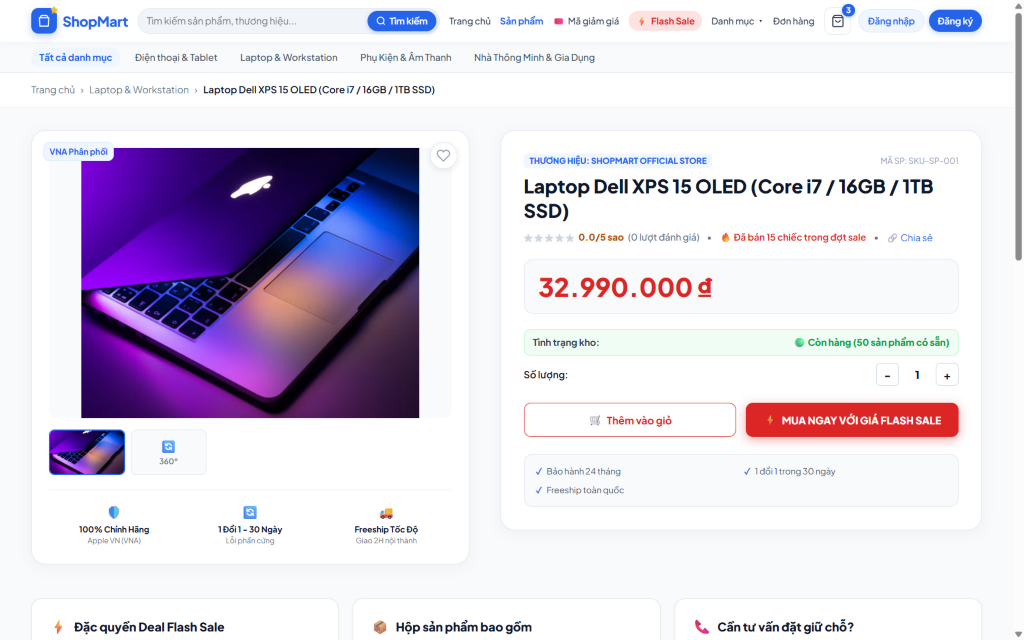 ShopMart
Tìm kiếm sản phẩm, thương hiệu...
Tìm kiếm
Trang chủ
Sản phẩm
Mã giảm giá
Flash Sale
Danh mục
Đơn hàng
3
Đăng nhập
Đăng ký
Tất cả danh mục
Điện thoại & Tablet
Laptop & Workstation
Phụ Kiện & Âm Thanh
Nhà Thông Minh & Gia Dụng
Trang chủ › Laptop & Workstation › Laptop Dell XPS 15 OLED (Core i7 / 16GB / 1TB SSD)
VNA Phân phối
360°
100% Chính Hãng
Apple VN (VNA)
1 Đổi 1 - 30 Ngày
Lỗi phần cứng
Freeship Tốc Độ
Giao 2H nội thành
THƯƠNG HIỆU: SHOPMART OFFICIAL STORE
MÃ SP: SKU-SP-001
Laptop Dell XPS 15 OLED (Core i7 / 16GB / 1TB
SSD)
★★★★★ 0.0/5 sao (0 lượt đánh giá) • Đã bán 15 chiếc trong đợt sale • Chia sẻ
32.990.000 ₫
Tình trạng kho:
Còn hàng (50 sản phẩm có sẵn)
Số lượng:
- 1 +
Thêm vào giỏ
MUA NGAY VỚI GIÁ FLASH SALE
✓ Bảo hành 24 tháng
✓ 1 đổi 1 trong 30 ngày
✓ Freeship toàn quốc
Đặc quyền Deal Flash Sale
Hộp sản phẩm bao gồm
Cần tư vấn đặt giữ chỗ?